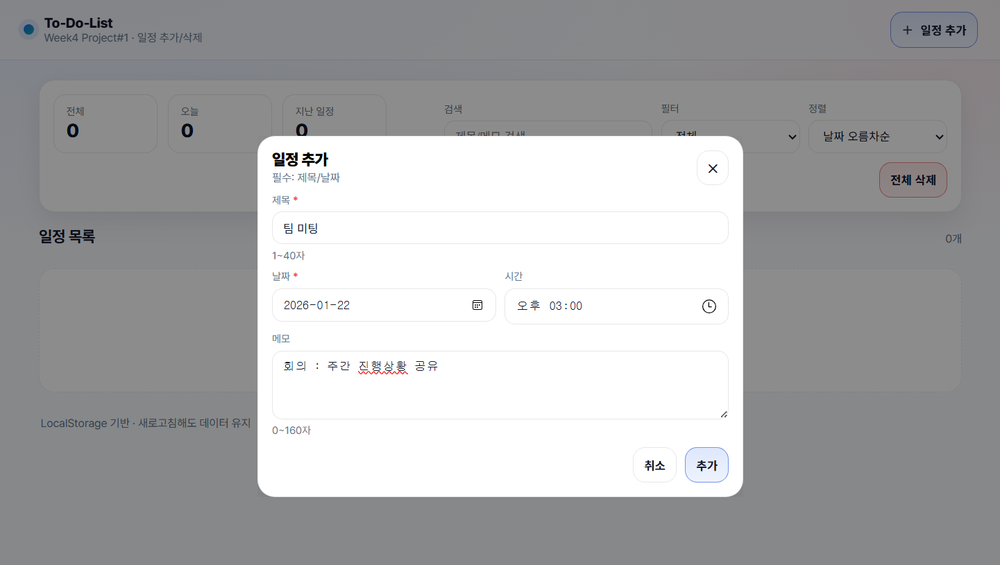 To-Do-List
Week4 Project#1 · 일정 추가/삭제
+ 일정 추가
전체
0
오늘
0
지난 일정
0
검색
제목/메모 검색
필터
전체
정렬
날짜 오름차순
전체 삭제
일정 목록
0개
LocalStorage 기반 · 새로고침해도 데이터 유지
일정 추가
필수: 제목/날짜
제목 *
팀 미팅
1~40자
날짜 *
2026-01-22
시간
오후 03:00
메모
회의 : 주간 진행상황 공유
0~160자
취소
추가